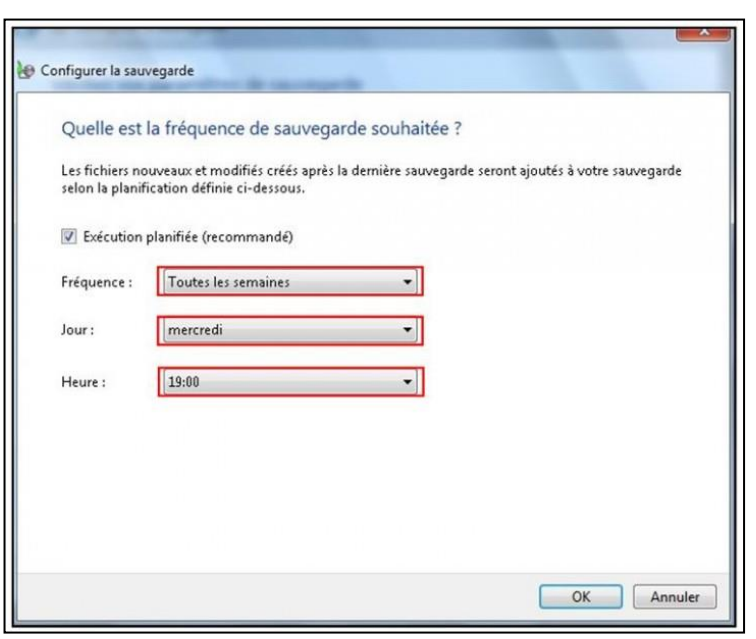 Configurer la sauvegarde
Quelle est la fréquence de sauvegarde souhaitée ?
Les fichiers nouveaux et modifiés créés après la dernière sauvegarde seront ajoutés à votre sauvegarde
selon la planification définie ci-dessous.
Exécution planifiée (recommandé)
Fréquence : Toutes les semaines
Jour : mercredi
Heure : 19:00
OK Annuler